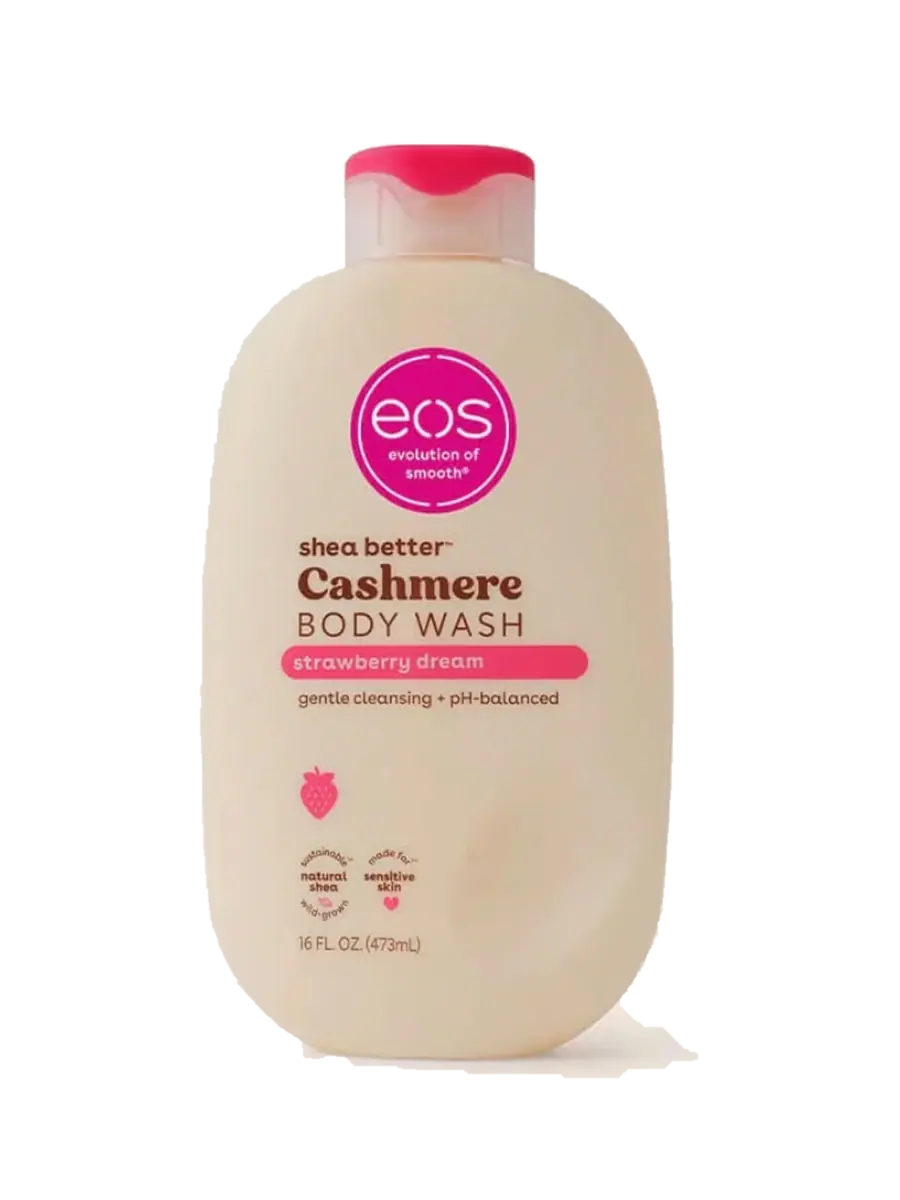 eos
evolution of
smooth®
shea better™
Cashmere
BODY WASH
strawberry dream
gentle cleansing + pH-balanced
sustainable
natural
shea
wild-grown
made for
sensitive
skin
16 FL. OZ. (473mL)